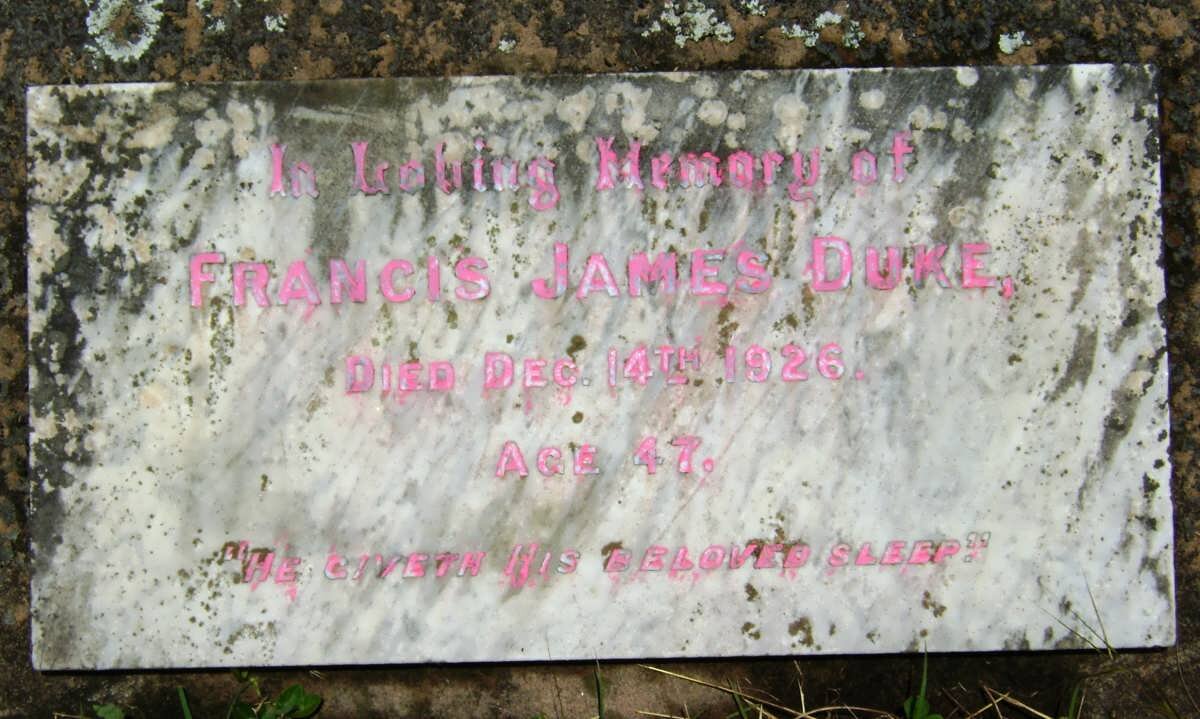 In Loving Memory of
FRANCIS JAMES DUKE,
DIED DEC. 14TH 1926.
AGE 47.
"HE GIVETH HIS BELOVED SLEEP."